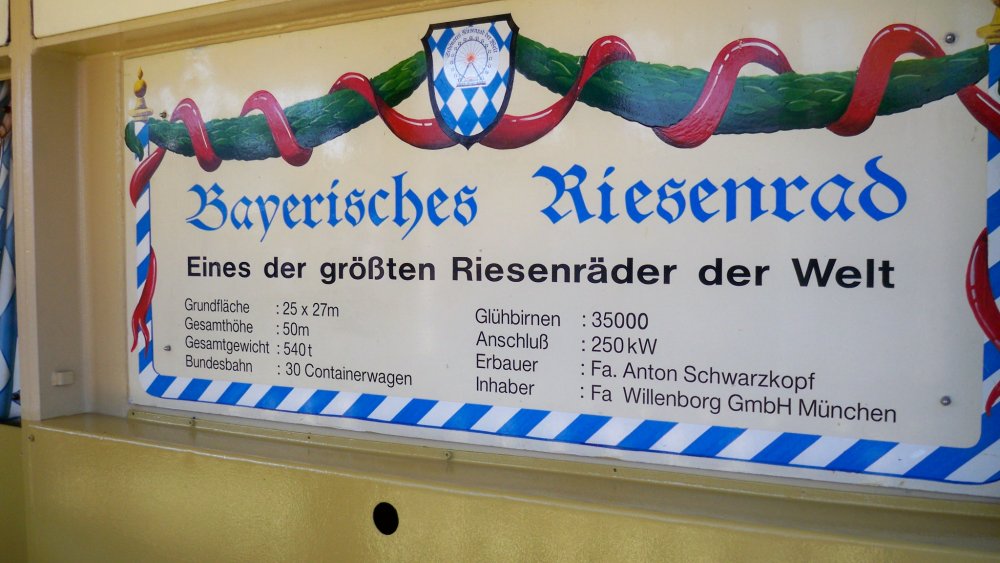 Bayerisches Riesenrad
Eines der größten Riesenräder der Welt
Grundfläche : 25 x 27m
Gesamthöhe : 50m
Gesamtgewicht : 540 t
Bundesbahn : 30 Containerwagen
Glühbirnen : 35000
Anschluß : 250 kW
Erbauer : Fa. Anton Schwarzkopf
Inhaber : Fa Willenborg GmbH München